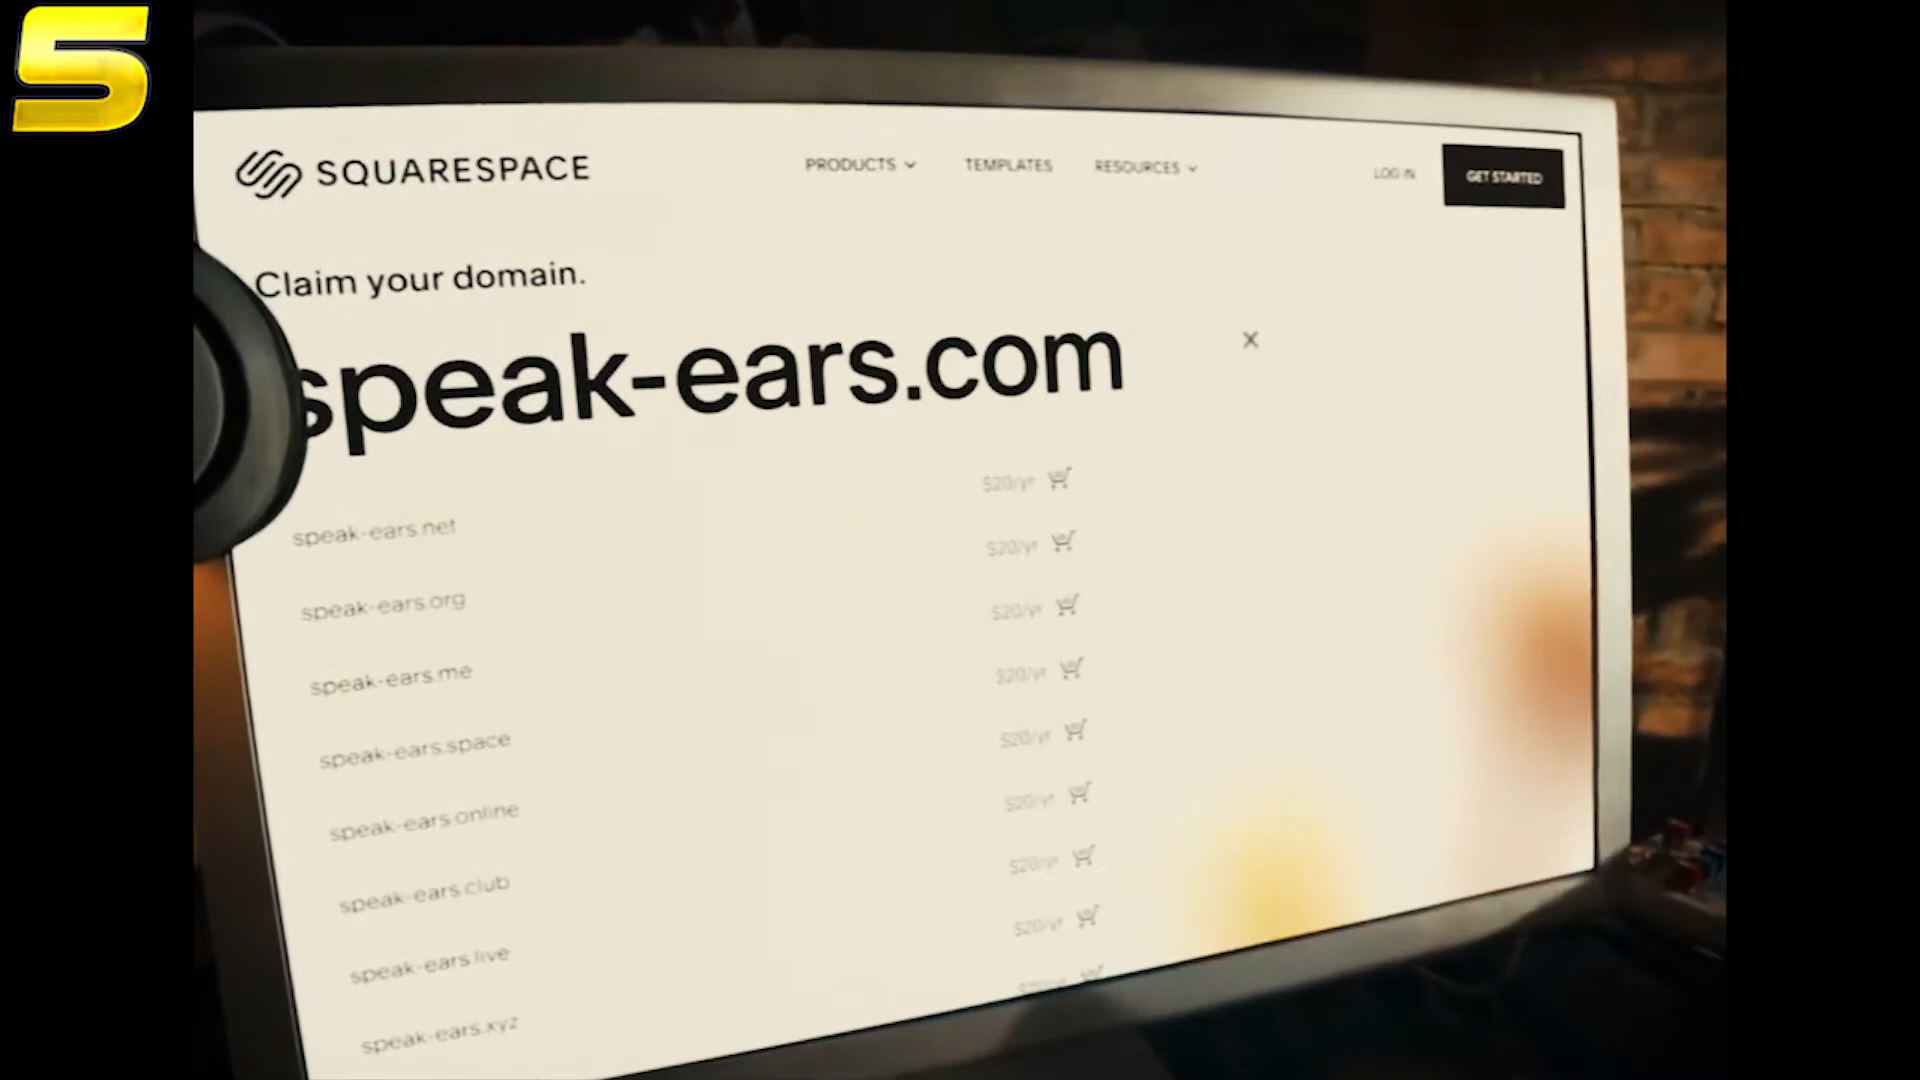 5
SQUARESPACE PRODUCTS TEMPLATES RESOURCES LOG IN GET STARTED
Claim your domain.
speak-ears.com X
$20/yr
speak-ears.net
$20/yr
speak-ears.org
$20/yr
speak-ears.me
$20/yr
speak-ears.space
$20/yr
speak-ears.online
$20/yr
speak-ears.club
$20/yr
speak-ears.live
$20/yr
speak-ears.xyz